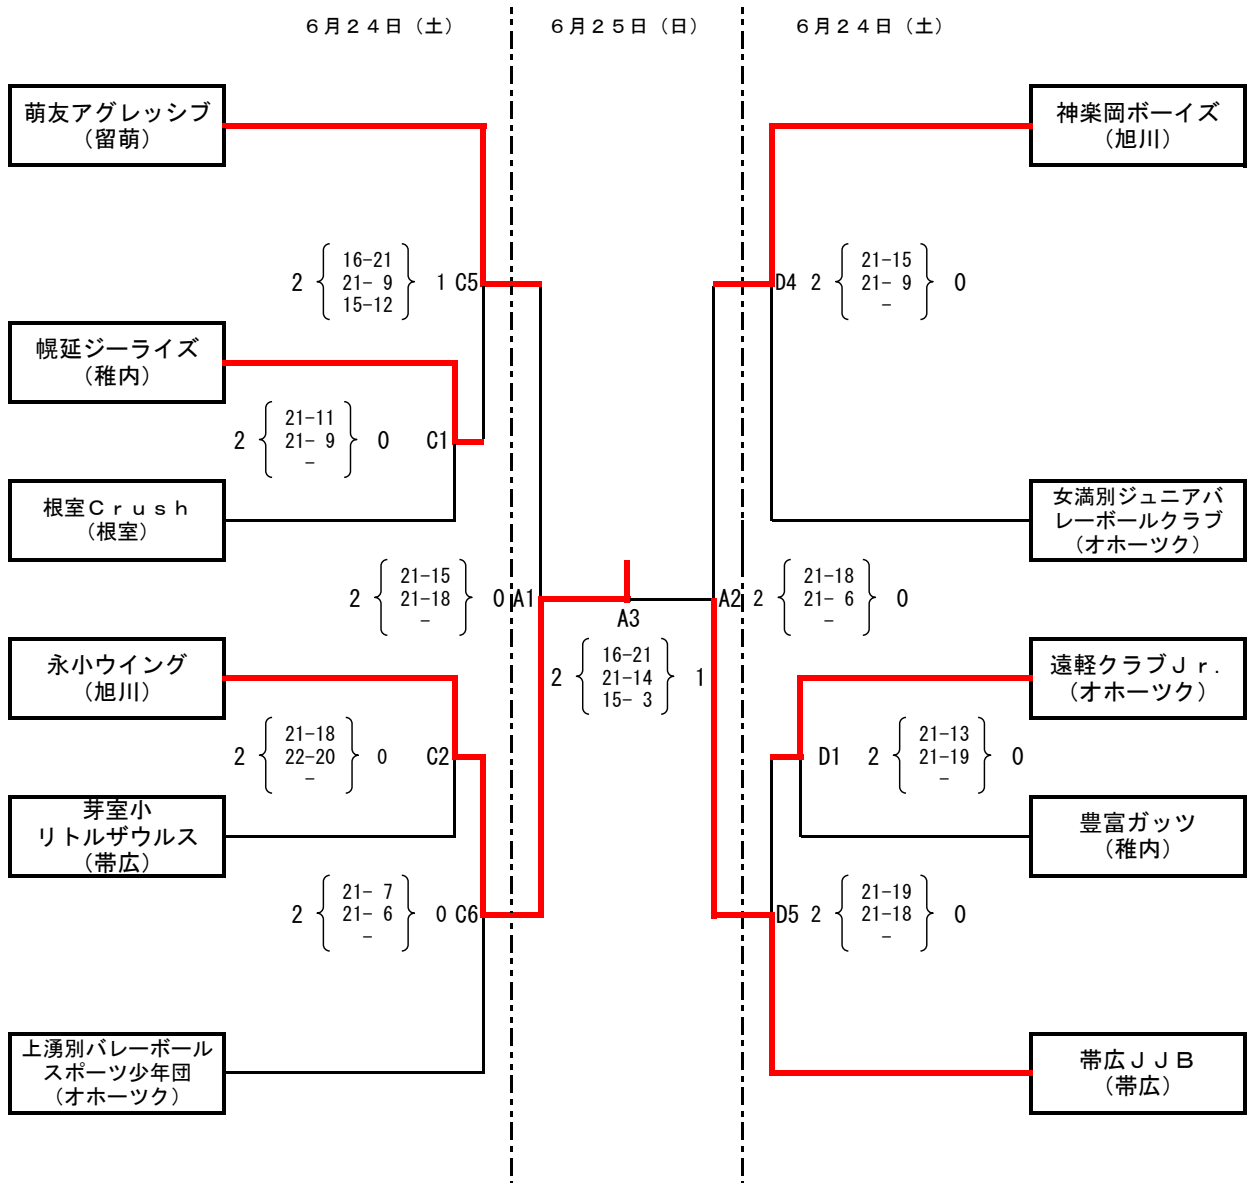 ６月２４日（土）
６月２５日（日）
６月２４日（土）
萌友アグレッシブ
（留萌）
神楽岡ボーイズ
（旭川）
2
16-21
21- 9
15-12
1
C5
D4
2
21-15
21- 9
-
0
幌延ジーライズ
（稚内）
2
21-11
21- 9
-
0
C1
根室Ｃｒｕｓｈ
（根室）
女満別ジュニアバ
レーボールクラブ
（オホーツク）
2
21-15
21-18
-
0
A1
A2
2
21-18
21- 6
-
0
A3
2
16-21
21-14
15- 3
1
永小ウイング
（旭川）
遠軽クラブＪｒ.
（オホーツク）
2
21-18
22-20
-
0
C2
D1
2
21-13
21-19
-
0
芽室小
リトルザウルス
（帯広）
豊富ガッツ
（稚内）
2
21- 7
21- 6
-
0
C6
D5
2
21-19
21-18
-
0
上湧別バレーボール
スポーツ少年団
（オホーツク）
帯広ＪＪＢ
（帯広）